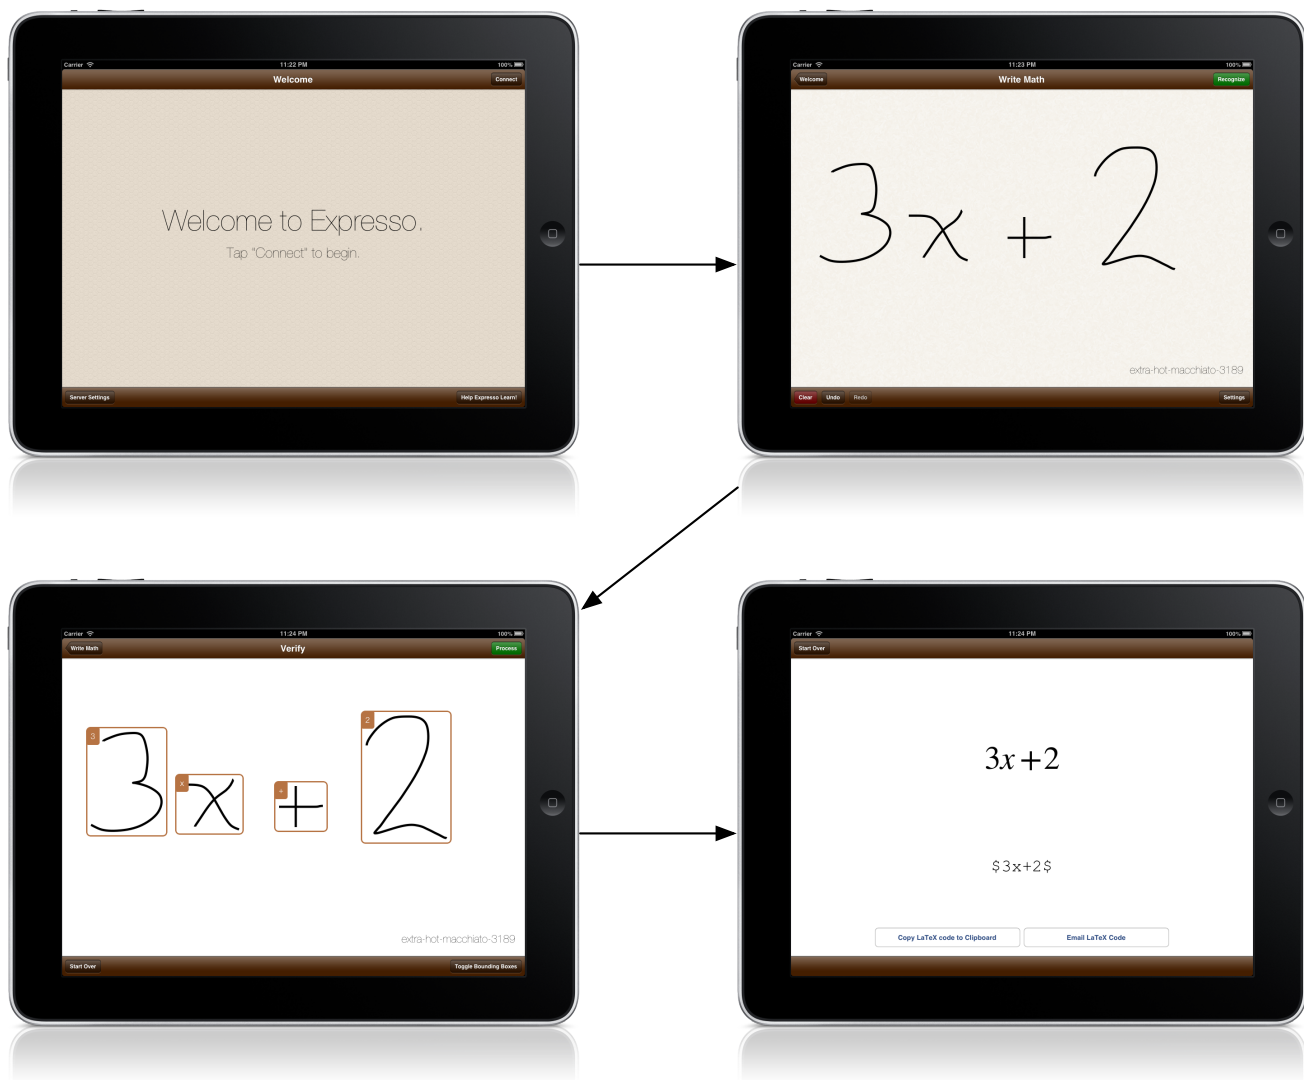 Carrier 11:22 PM 100%
Welcome Connect
Welcome to Expresso.
Tap "Connect" to begin.
Server Settings Help Expresso Learn!
Carrier 11:23 PM 100%
Welcome Write Math Recognize
3x + 2
extra-hot-macchiato-3189
Clear Undo Redo Settings
Carrier 11:24 PM 100%
Write Math Verify Process
3 x + 2
3x + 2
extra-hot-macchiato-3189
Start Over Toggle Bounding Boxes
Carrier 11:24 PM 100%
Start Over
3x+2
$3x+2$
Copy LaTeX code to Clipboard Email LaTeX Code